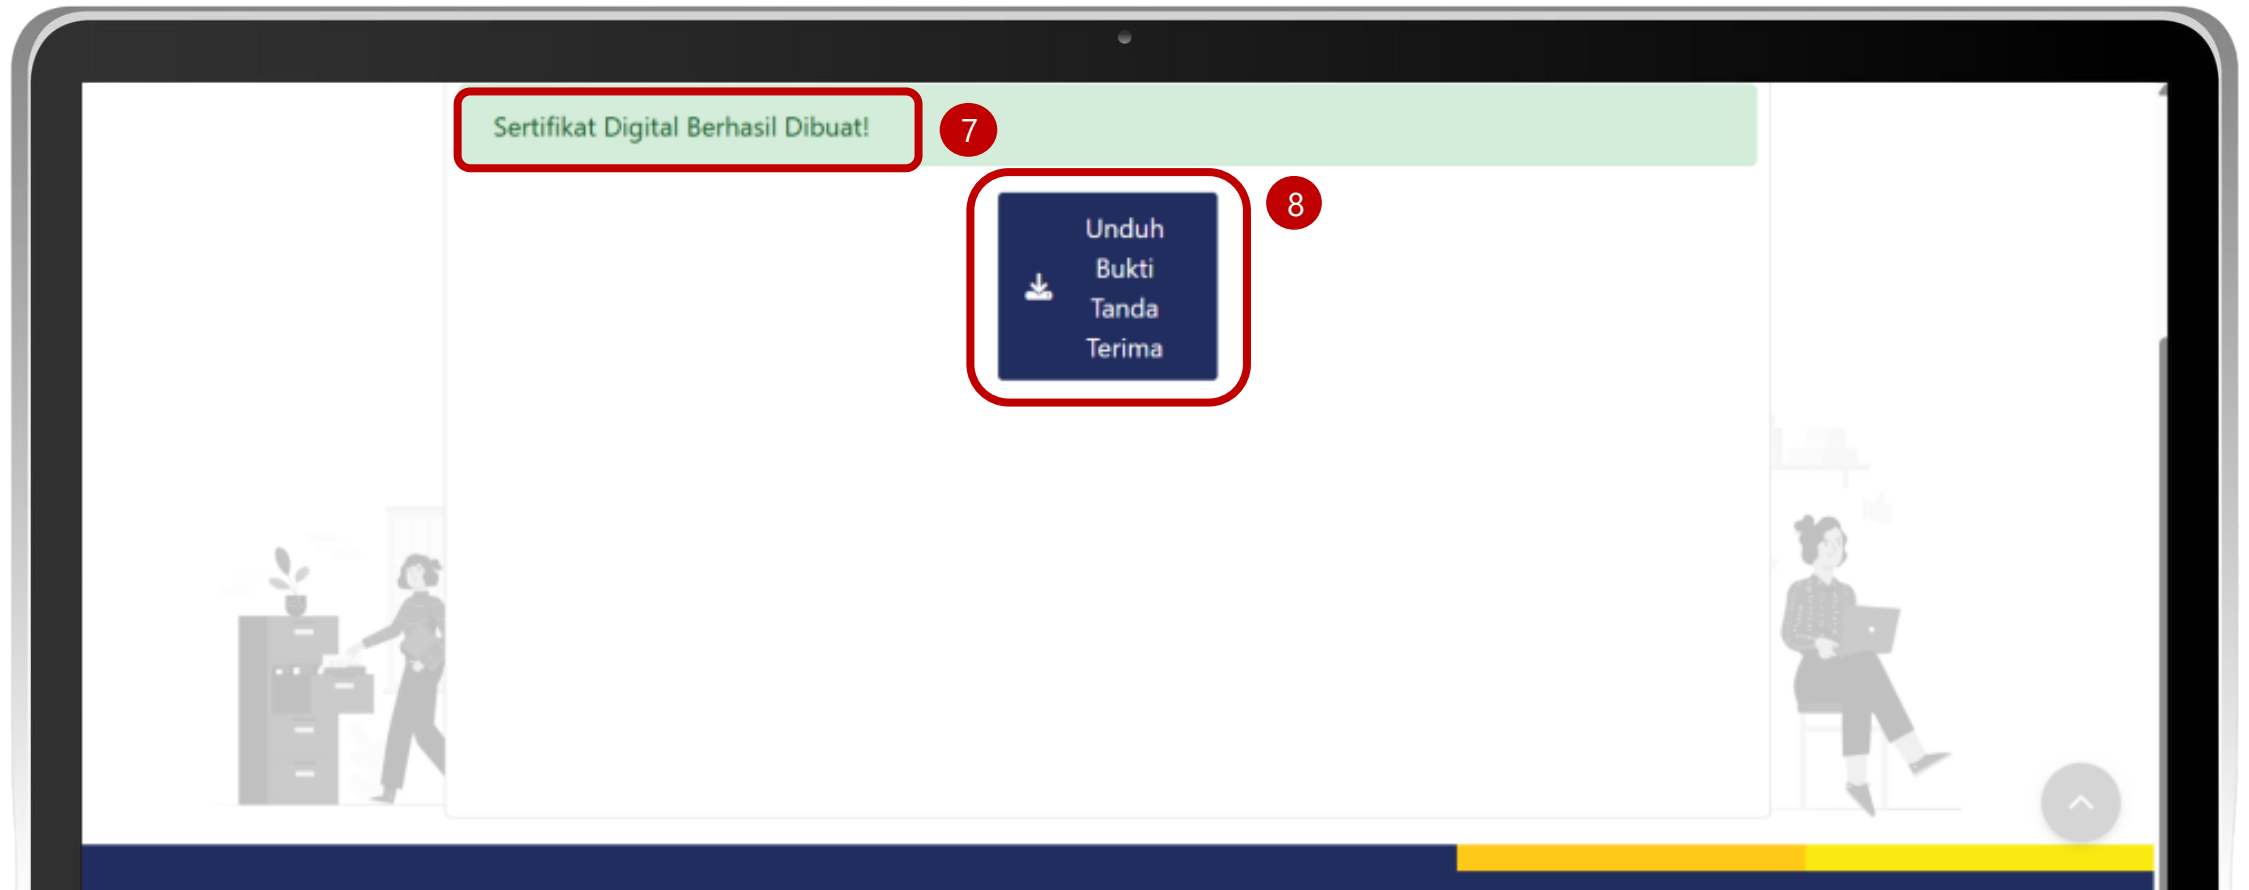 Sertifikat Digital Berhasil Dibuat!
7
8
Unduh
Bukti
Tanda
Terima